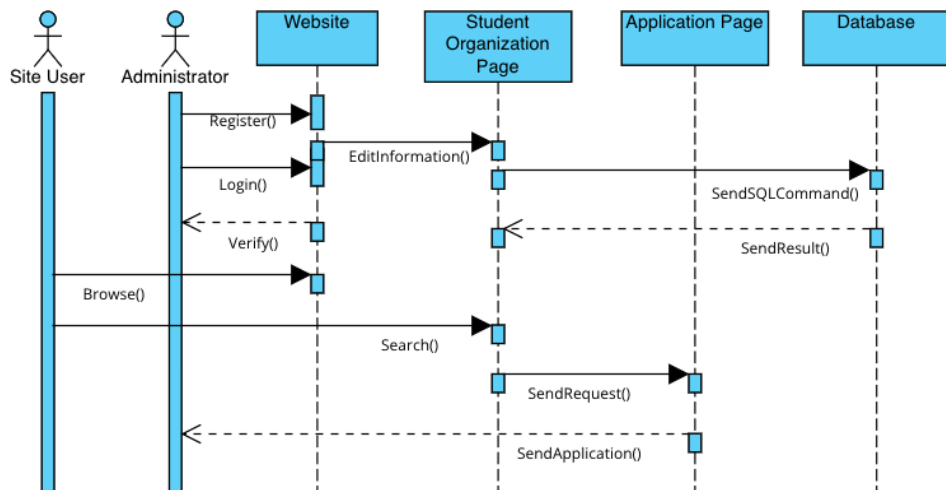 Website
Student
Organization
Page
Application Page
Database
Site User
Administrator
Register()
EditInformation()
Login()
SendSQLCommand()
Verify()
SendResult()
Browse()
Search()
SendRequest()
SendApplication()